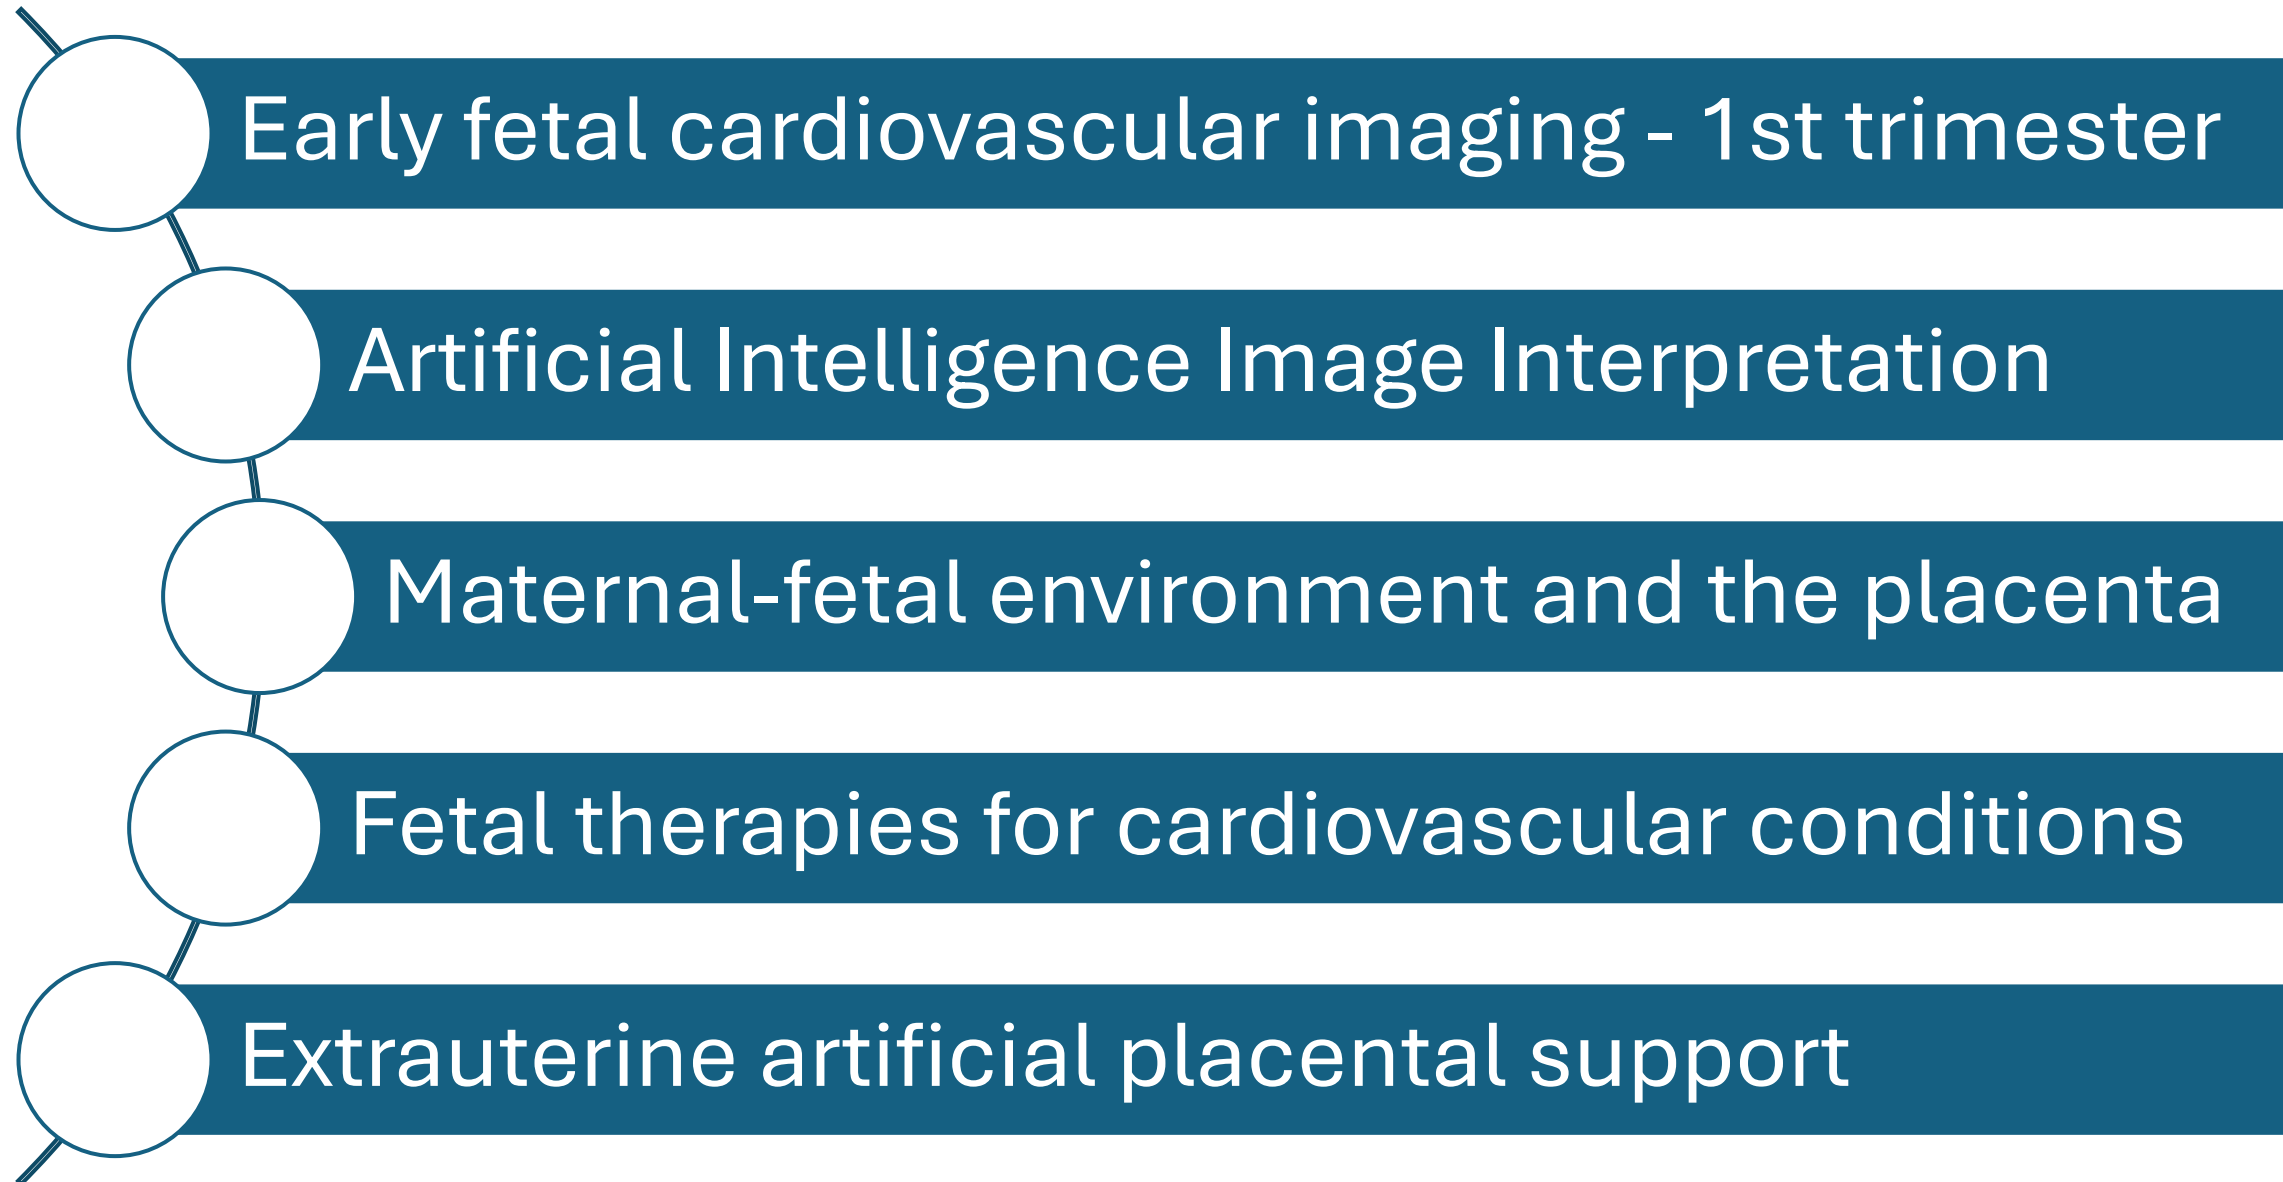 Early fetal cardiovascular imaging - 1st trimester
Artificial Intelligence Image Interpretation
Maternal-fetal environment and the placenta
Fetal therapies for cardiovascular conditions
Extrauterine artificial placental support